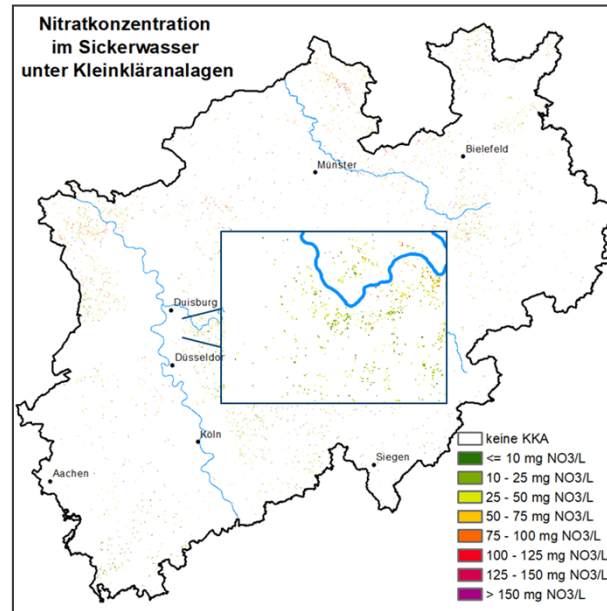 Nitratkonzentration
im Sickerwasser
unter Kleinkläranalagen
Bielefeld
Münster
Duisburg
Düsseldor
Köln
Aachen
Siegen
keine KKA
<= 10 mg NO3/L
10 - 25 mg NO3/L
25 - 50 mg NO3/L
50 - 75 mg NO3/L
75 - 100 mg NO3/L
100 - 125 mg NO3/L
125 - 150 mg NO3/L
> 150 mg NO3/L